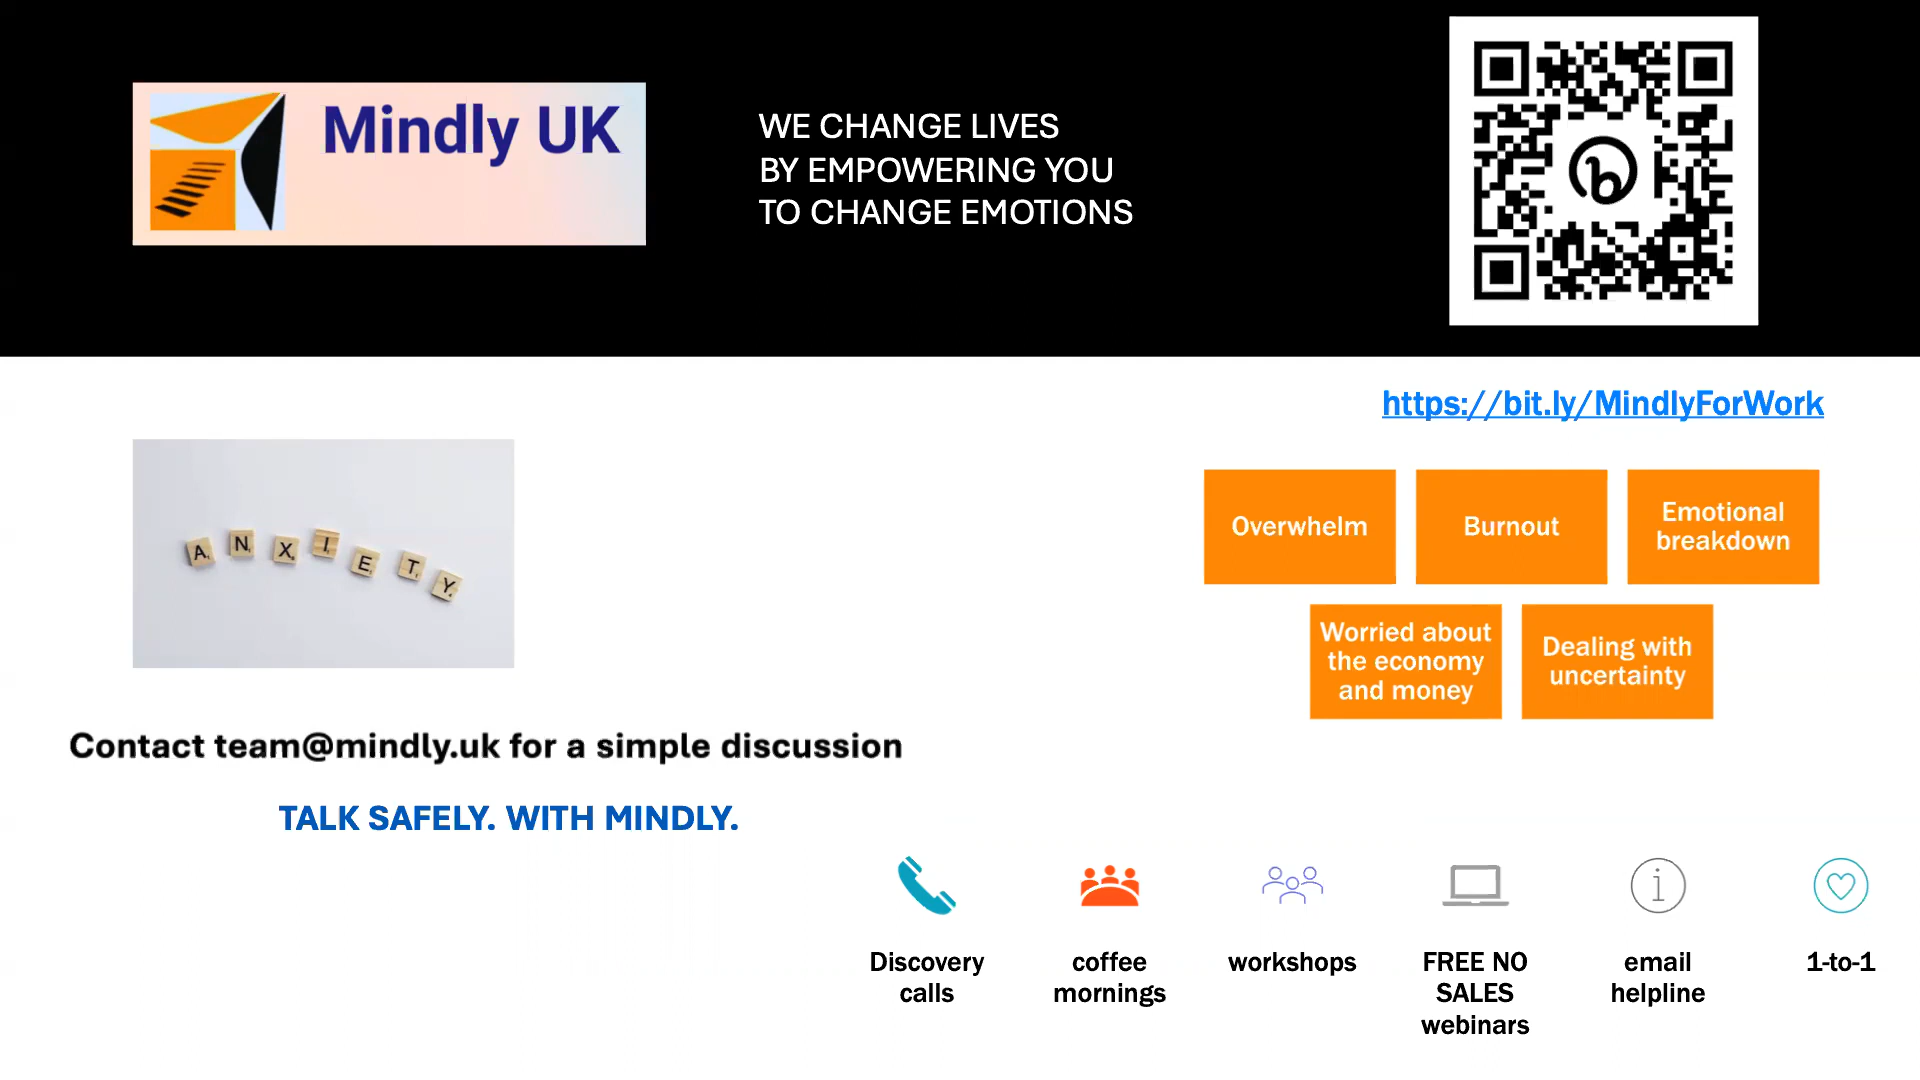 Mindly UK
WE CHANGE LIVES
BY EMPOWERING YOU
TO CHANGE EMOTIONS
b
https://bit.ly/MindlyForWork
ANXIETY
Overwhelm
Burnout
Emotional
breakdown
Worried about
the economy
and money
Dealing with
uncertainty
Contact team@mindly.uk for a simple discussion
TALK SAFELY. WITH MINDLY.
Discovery
calls
coffee
mornings
workshops
FREE NO
SALES
webinars
i
email
helpline
1-to-1